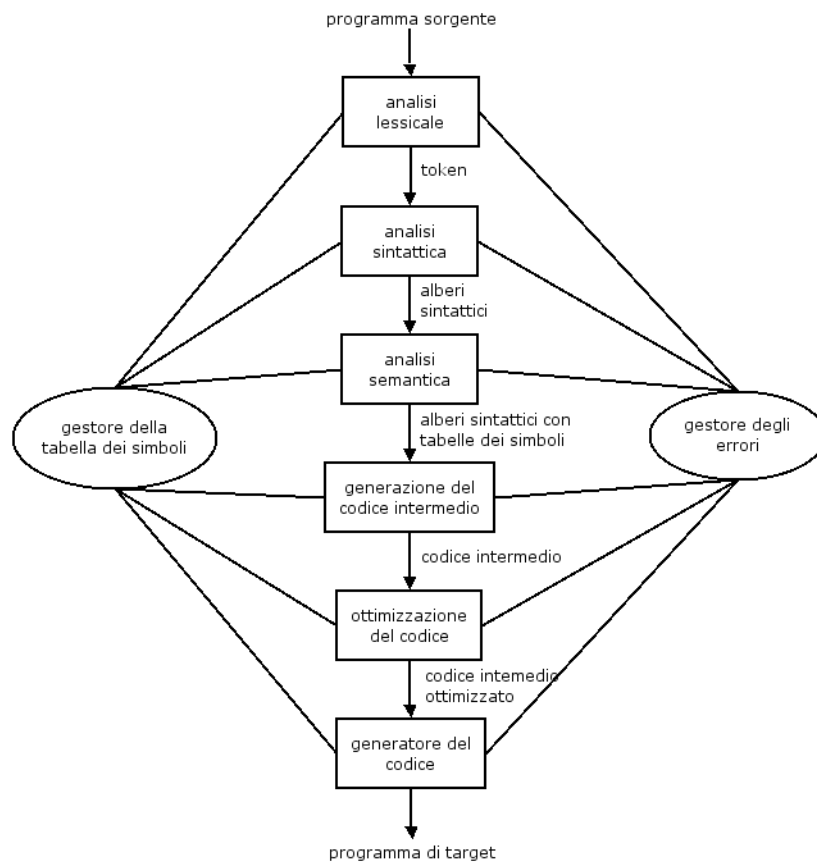 programma sorgente
analisi
lessicale
token
analisi
sintattica
alberi
sintattici
analisi
semantica
gestore della
tabella dei simboli
alberi sintattici con
tabelle dei simboli
gestore degli
errori
generazione del
codice intermedio
codice intermedio
ottimizzazione
del codice
codice intemedio
ottimizzato
generatore del
codice
programma di target